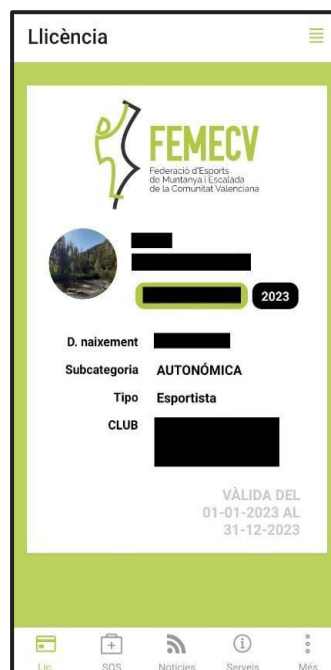 Llicència
FEMECV
Federació d'Esports
de Muntanya i Escalada
de la Comunitat Valenciana
2023
D. naixement
Subcategoria AUTONÓMICA
Tipo Esportista
CLUB
VÀLIDA DEL
01-01-2023 AL
31-12-2023
Lic. SOS Notícies Serveis Més